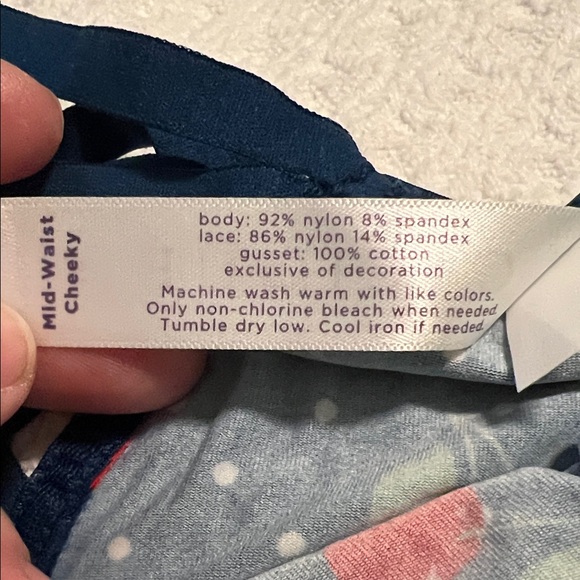 Mid-Waist
Cheeky
body: 92% nylon 8% spandex
lace: 86% nylon 14% spandex
gusset: 100% cotton
exclusive of decoration
Machine wash warm with like colors.
Only non-chlorine bleach when needed.
Tumble dry low. Cool iron if needed.